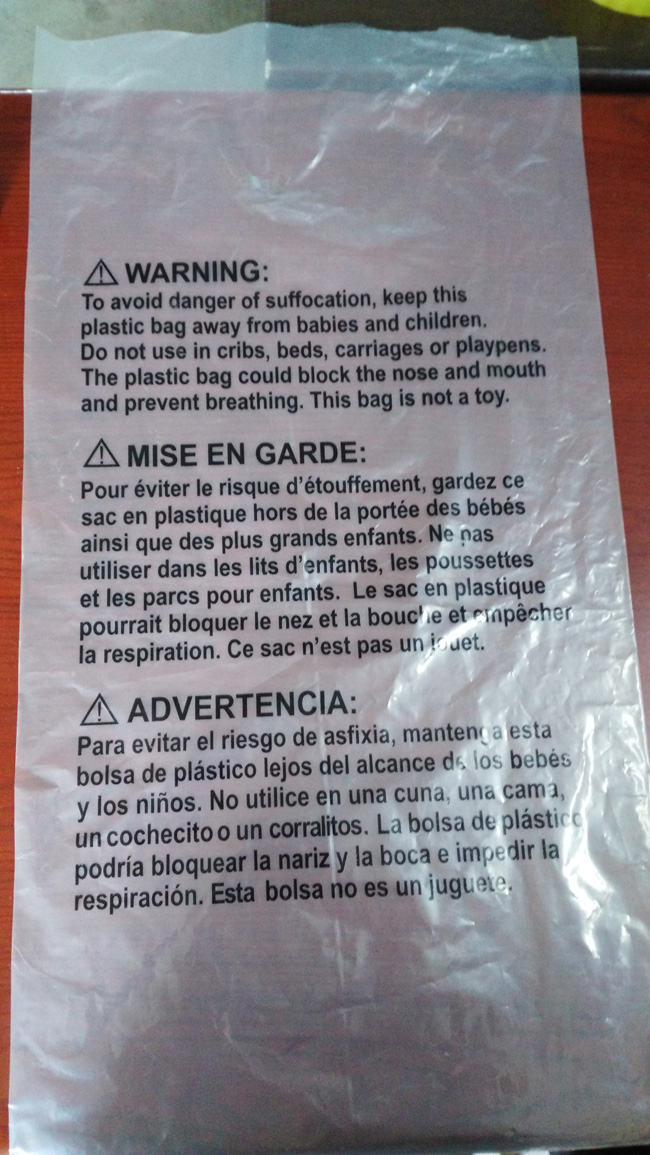 ⚠ WARNING:
To avoid danger of suffocation, keep this
plastic bag away from babies and children.
Do not use in cribs, beds, carriages or playpens.
The plastic bag could block the nose and mouth
and prevent breathing. This bag is not a toy.
⚠ MISE EN GARDE:
Pour éviter le risque d'étouffement, gardez ce
sac en plastique hors de la portée des bébés
ainsi que des plus grands enfants. Ne pas
utiliser dans les lits d'enfants, les poussettes
et les parcs pour enfants. Le sac en plastique
pourrait bloquer le nez et la bouche et empêcher
la respiration. Ce sac n'est pas un jouet.
⚠ ADVERTENCIA:
Para evitar el riesgo de asfixia, mantenga esta
bolsa de plástico lejos del alcance de los bebés
y los niños. No utilice en una cuna, una cama,
un cochecito o un corralitos. La bolsa de plástico
podría bloquear la nariz y la boca e impedir la
respiración. Esta bolsa no es un juguete.